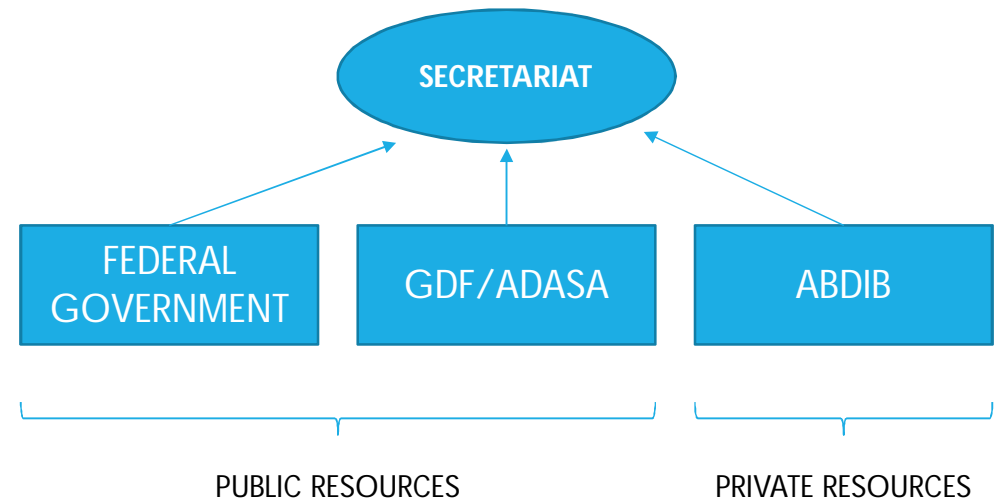 SECRETARIAT
FEDERAL
GOVERNMENT
GDF/ADASA
ABDIB
PUBLIC RESOURCES
PRIVATE RESOURCES